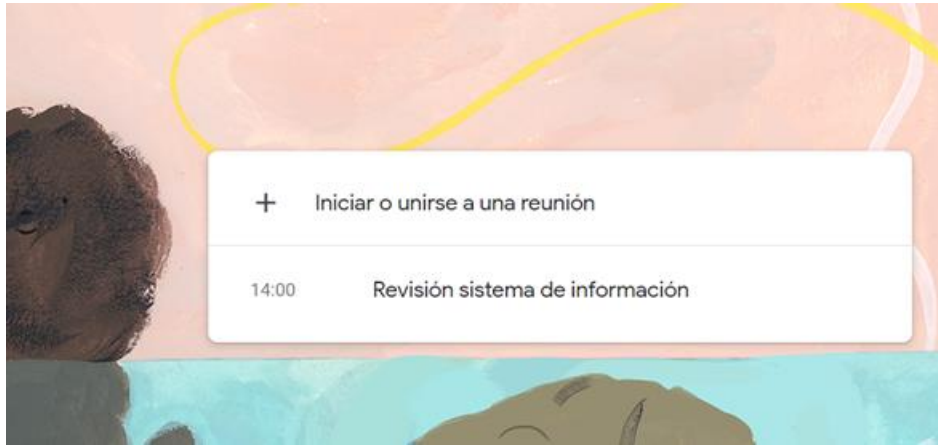 + Iniciar o unirse a una reunión
14:00 Revisión sistema de información